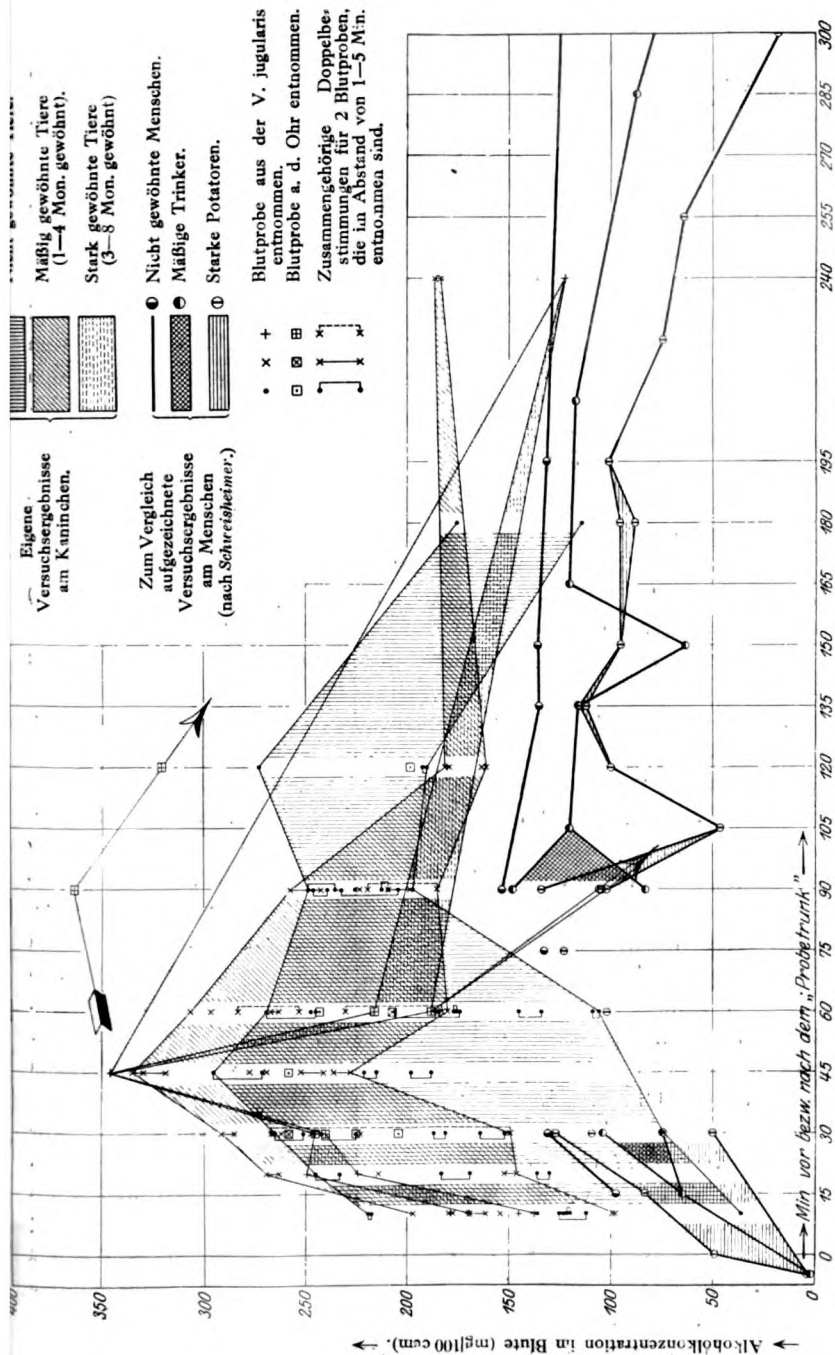 Mäßig gewöhnte Tiere
(1—4 Mon. gewöhnt).
Stark gewöhnte Tiere
(3—8 Mon. gewöhnt)
Eigene
Versuchsergebnisse
am Kaninchen.
Nicht gewöhnte Menschen.
Mäßige Trinker.
Starke Potatoren.
Zum Vergleich
aufgezeichnete
Versuchsergebnisse
am Menschen
(nach Schweisheimer.)
Blutprobe aus der V. jugularis
entnommen.
Blutprobe a. d. Ohr entnommen.
Zusammengehörige Doppelbe-
stimmungen für 2 Blutproben,
die in Abstand von 1—5 Min.
entnommen sind.
400
350
300
250
200
150
100
50
0
Alkoholkonzentration im Blute (mg/100 ccm).
Min vor bezw. nach dem „Probetrunk"
0
15
30
45
60
75
90
105
120
135
150
165
180
195
240
255
270
285
300